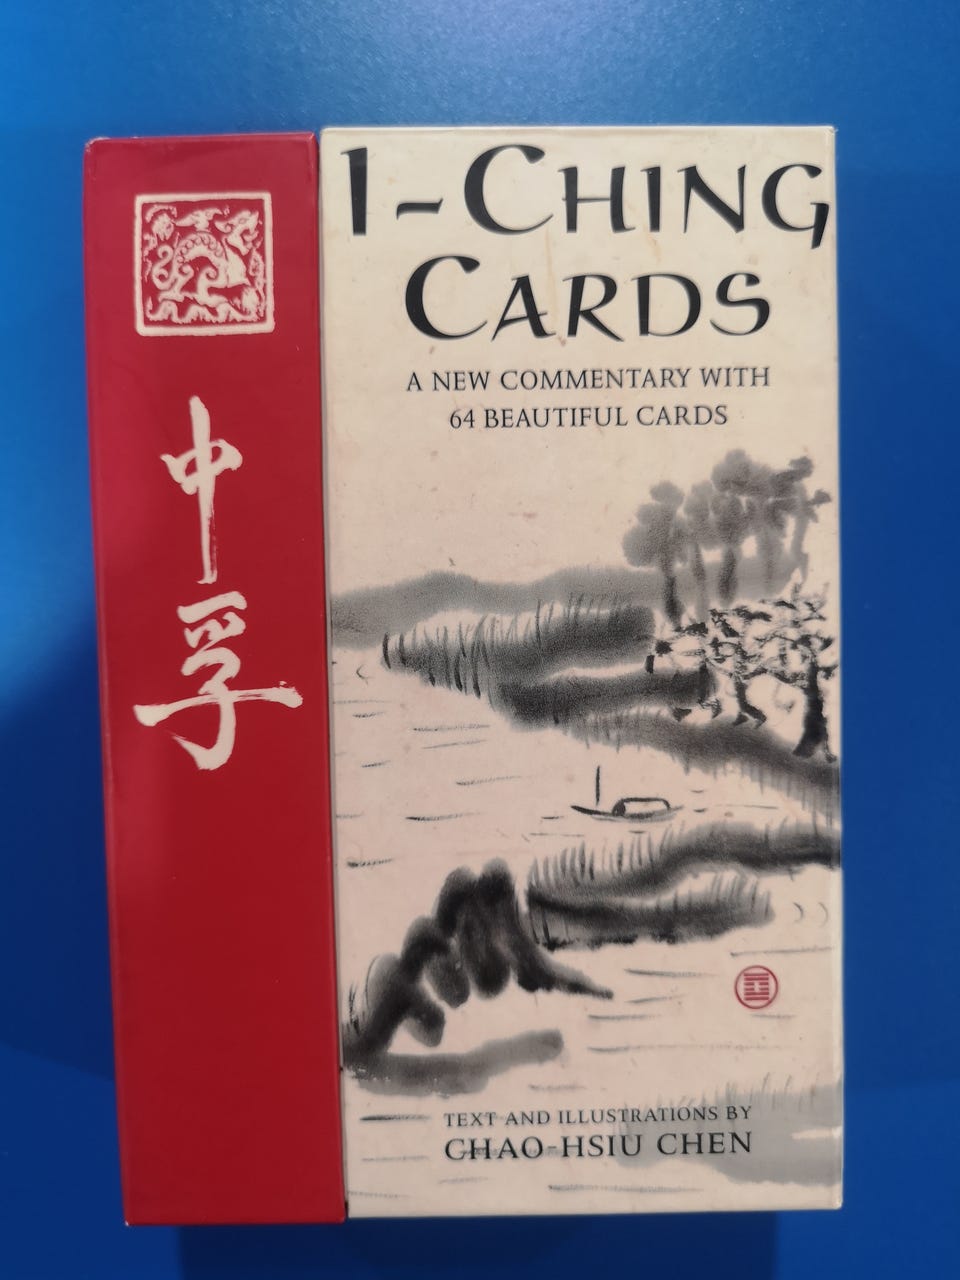 中孚
I-CHING
CARDS
A NEW COMMENTARY WITH
64 BEAUTIFUL CARDS
TEXT AND ILLUSTRATIONS BY
CHAO-HSIU CHEN